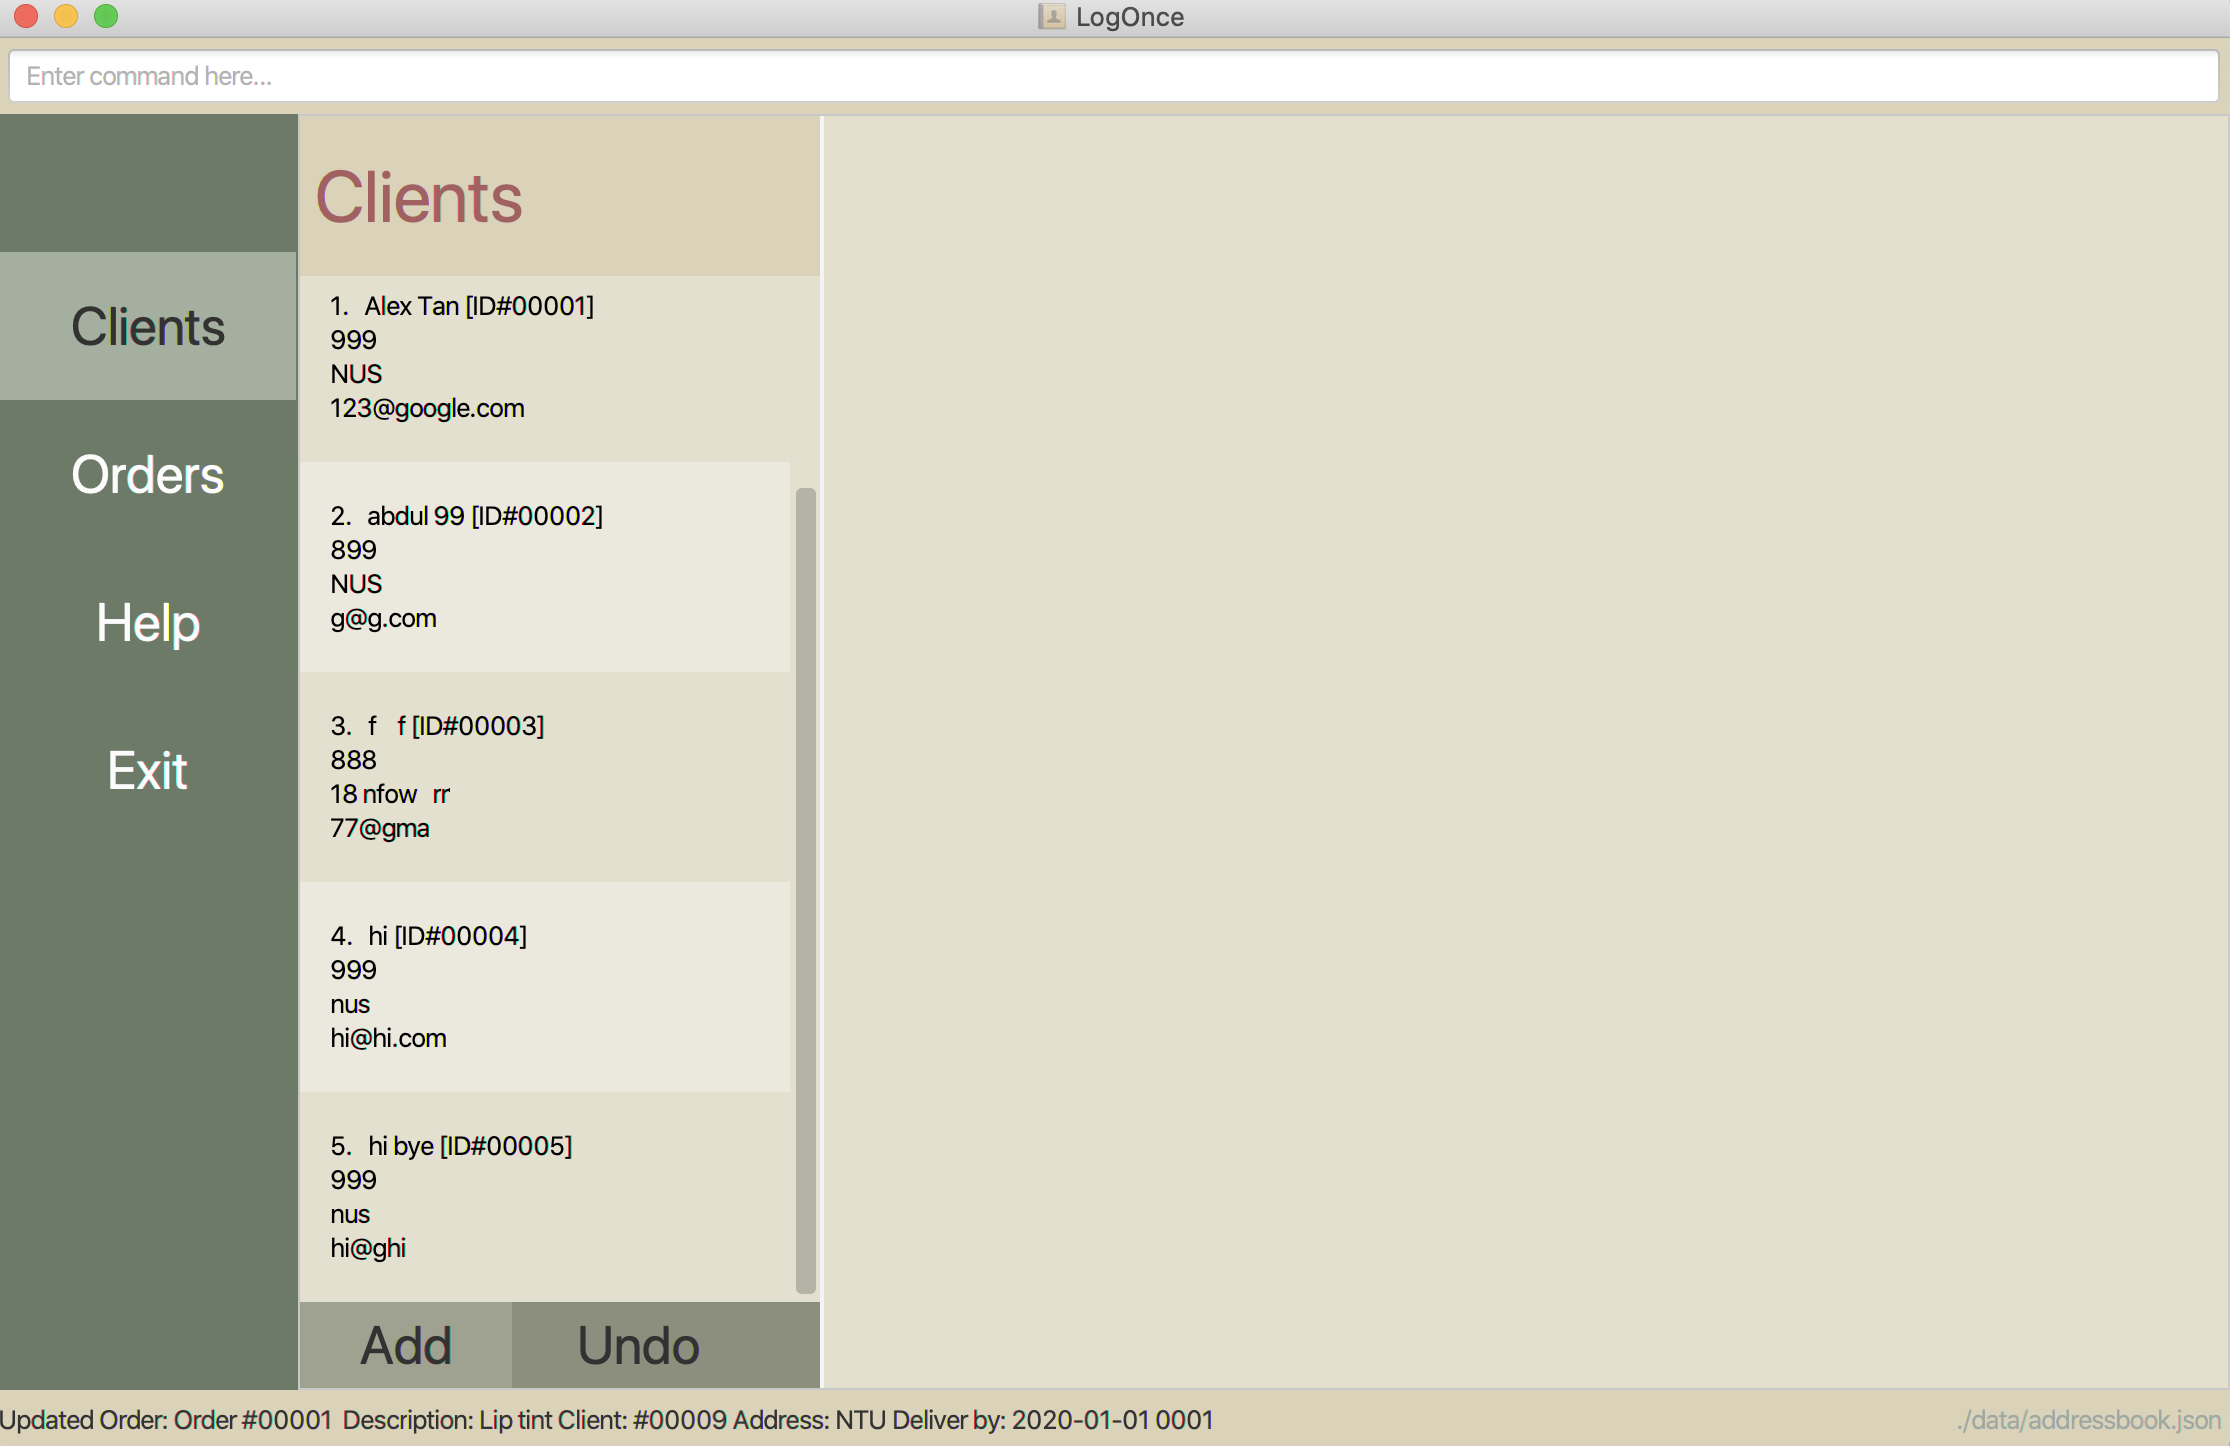 LogOnce
Enter command here...
Clients
Orders
Help
Exit
Clients
1. Alex Tan [ID#00001]
999
NUS
123@google.com
2. abdul 99 [ID#00002]
899
NUS
g@g.com
3. f f [ID#00003]
888
18 nfow rr
77@gma
4. hi [ID#00004]
999
nus
hi@hi.com
5. hi bye [ID#00005]
999
nus
hi@ghi
Add Undo
Updated Order: Order #00001 Description: Lip tint Client: #00009 Address: NTU Deliver by: 2020-01-01 0001
./data/addressbook.json